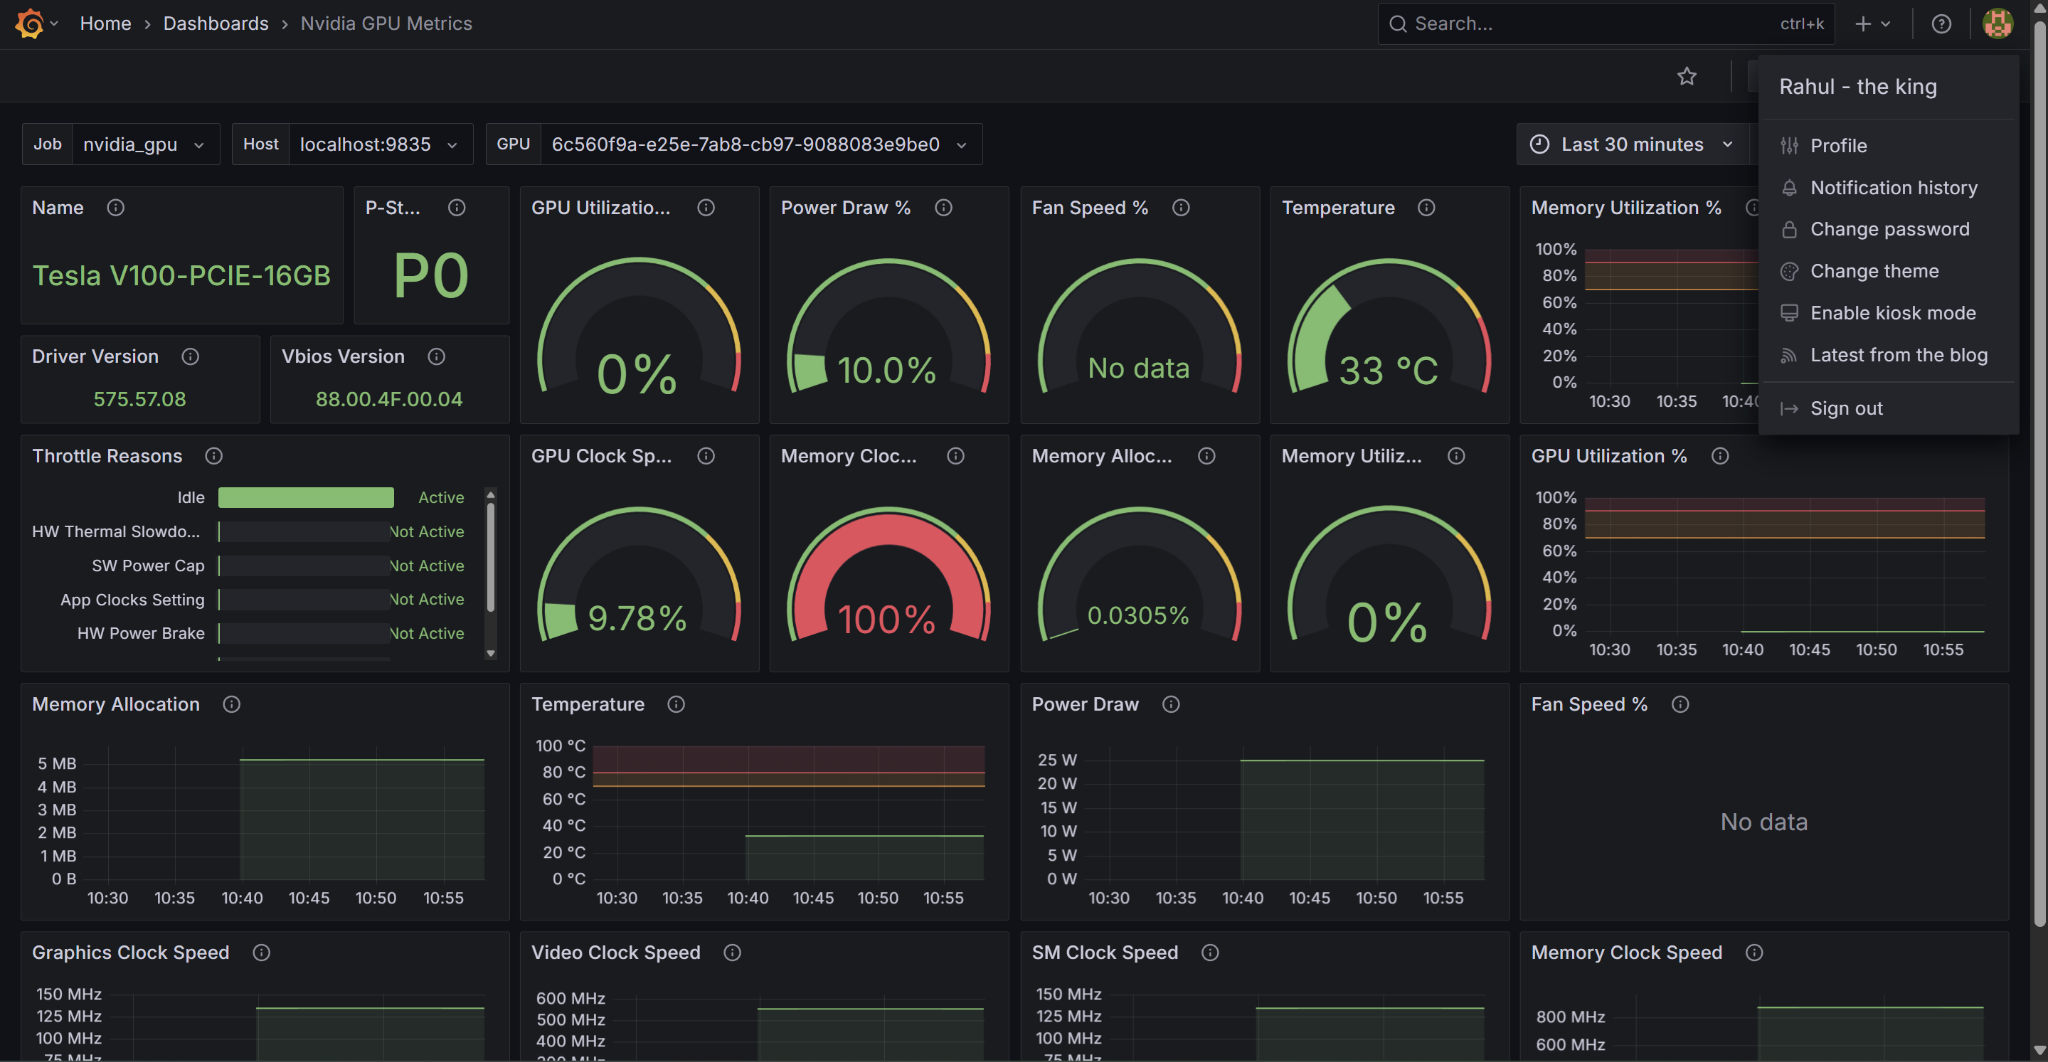 Home > Dashboards > Nvidia GPU Metrics
Search...
ctrl+k
Rahul - the king
Profile
Notification history
Change password
Change theme
Enable kiosk mode
Latest from the blog
Sign out
Job nvidia_gpu
Host localhost:9835
GPU 6c560f9a-e25e-7ab8-cb97-9088083e9be0
Last 30 minutes
Name
Tesla V100-PCIE-16GB
P-St...
P0
GPU Utilizatio...
0%
Power Draw %
10.0%
Fan Speed %
No data
Temperature
33 °C
Memory Utilization %
100%
80%
60%
40%
20%
0%
10:30 10:35 10:40
Driver Version
575.57.08
Vbios Version
88.00.4F.00.04
Throttle Reasons
Idle Active
HW Thermal Slowdo... Not Active
SW Power Cap Not Active
App Clocks Setting Not Active
HW Power Brake Not Active
GPU Clock Sp...
9.78%
Memory Cloc...
100%
Memory Alloc...
0.0305%
Memory Utiliz...
0%
GPU Utilization %
100%
80%
60%
40%
20%
0%
10:30 10:35 10:40 10:45 10:50 10:55
Memory Allocation
5 MB
4 MB
3 MB
2 MB
1 MB
0 B
10:30 10:35 10:40 10:45 10:50 10:55
Temperature
100 °C
80 °C
60 °C
40 °C
20 °C
0 °C
10:30 10:35 10:40 10:45 10:50 10:55
Power Draw
25 W
20 W
15 W
10 W
5 W
0 W
10:30 10:35 10:40 10:45 10:50 10:55
Fan Speed %
No data
Graphics Clock Speed
150 MHz
125 MHz
100 MHz
75 MHz
Video Clock Speed
600 MHz
500 MHz
400 MHz
SM Clock Speed
150 MHz
125 MHz
100 MHz
75 MHz
Memory Clock Speed
800 MHz
600 MHz